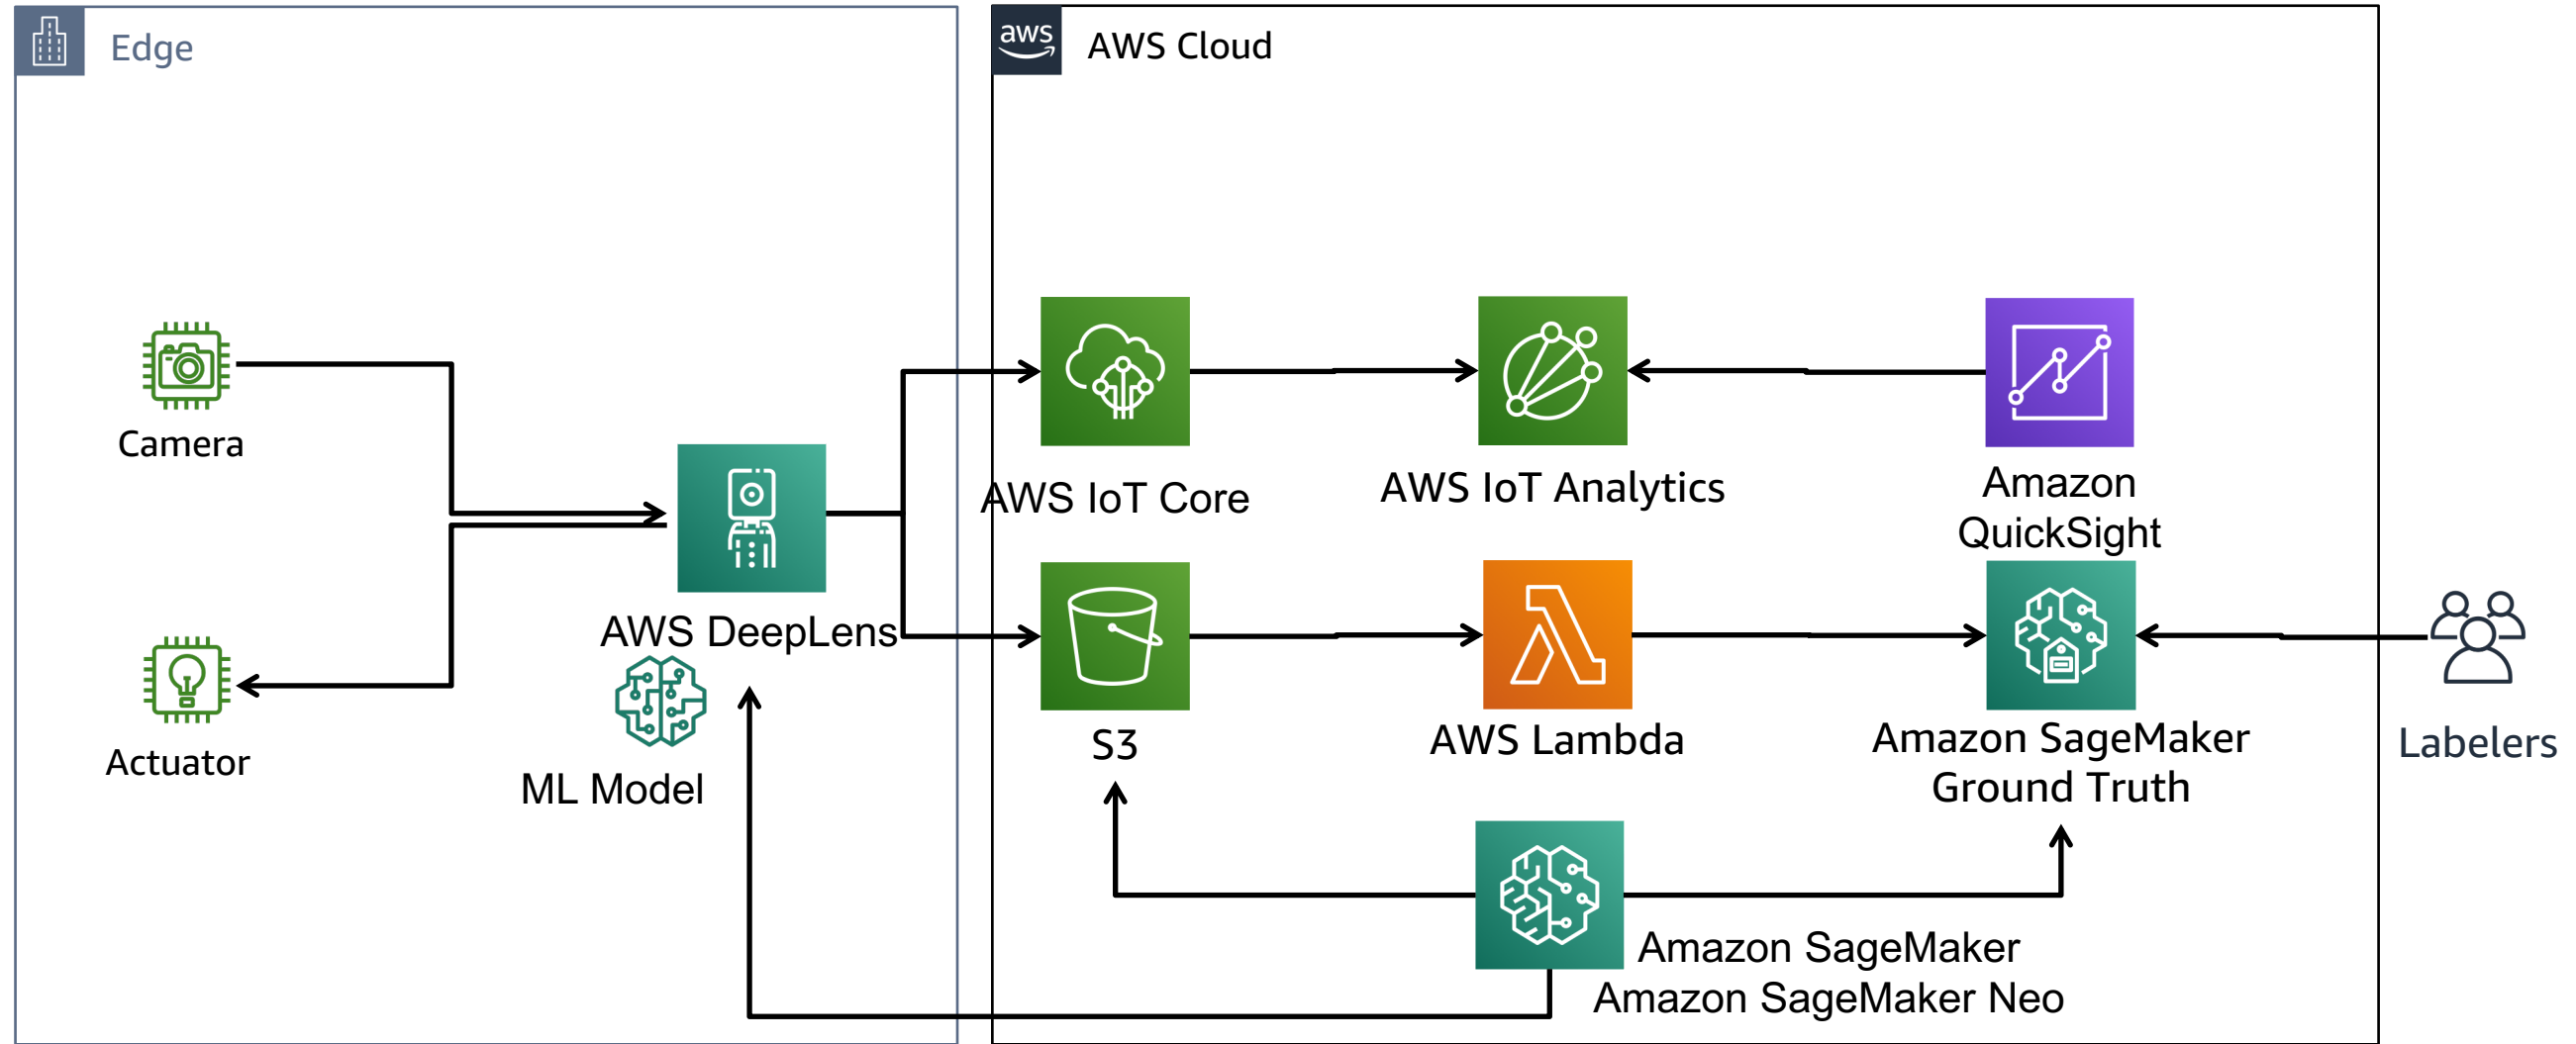 Edge
aws
AWS Cloud
Camera
AWS IoT Core
AWS IoT Analytics
Amazon
QuickSight
AWS DeepLens
Actuator
ML Model
S3
AWS Lambda
Amazon SageMaker
Ground Truth
Labelers
Amazon SageMaker
Amazon SageMaker Neo